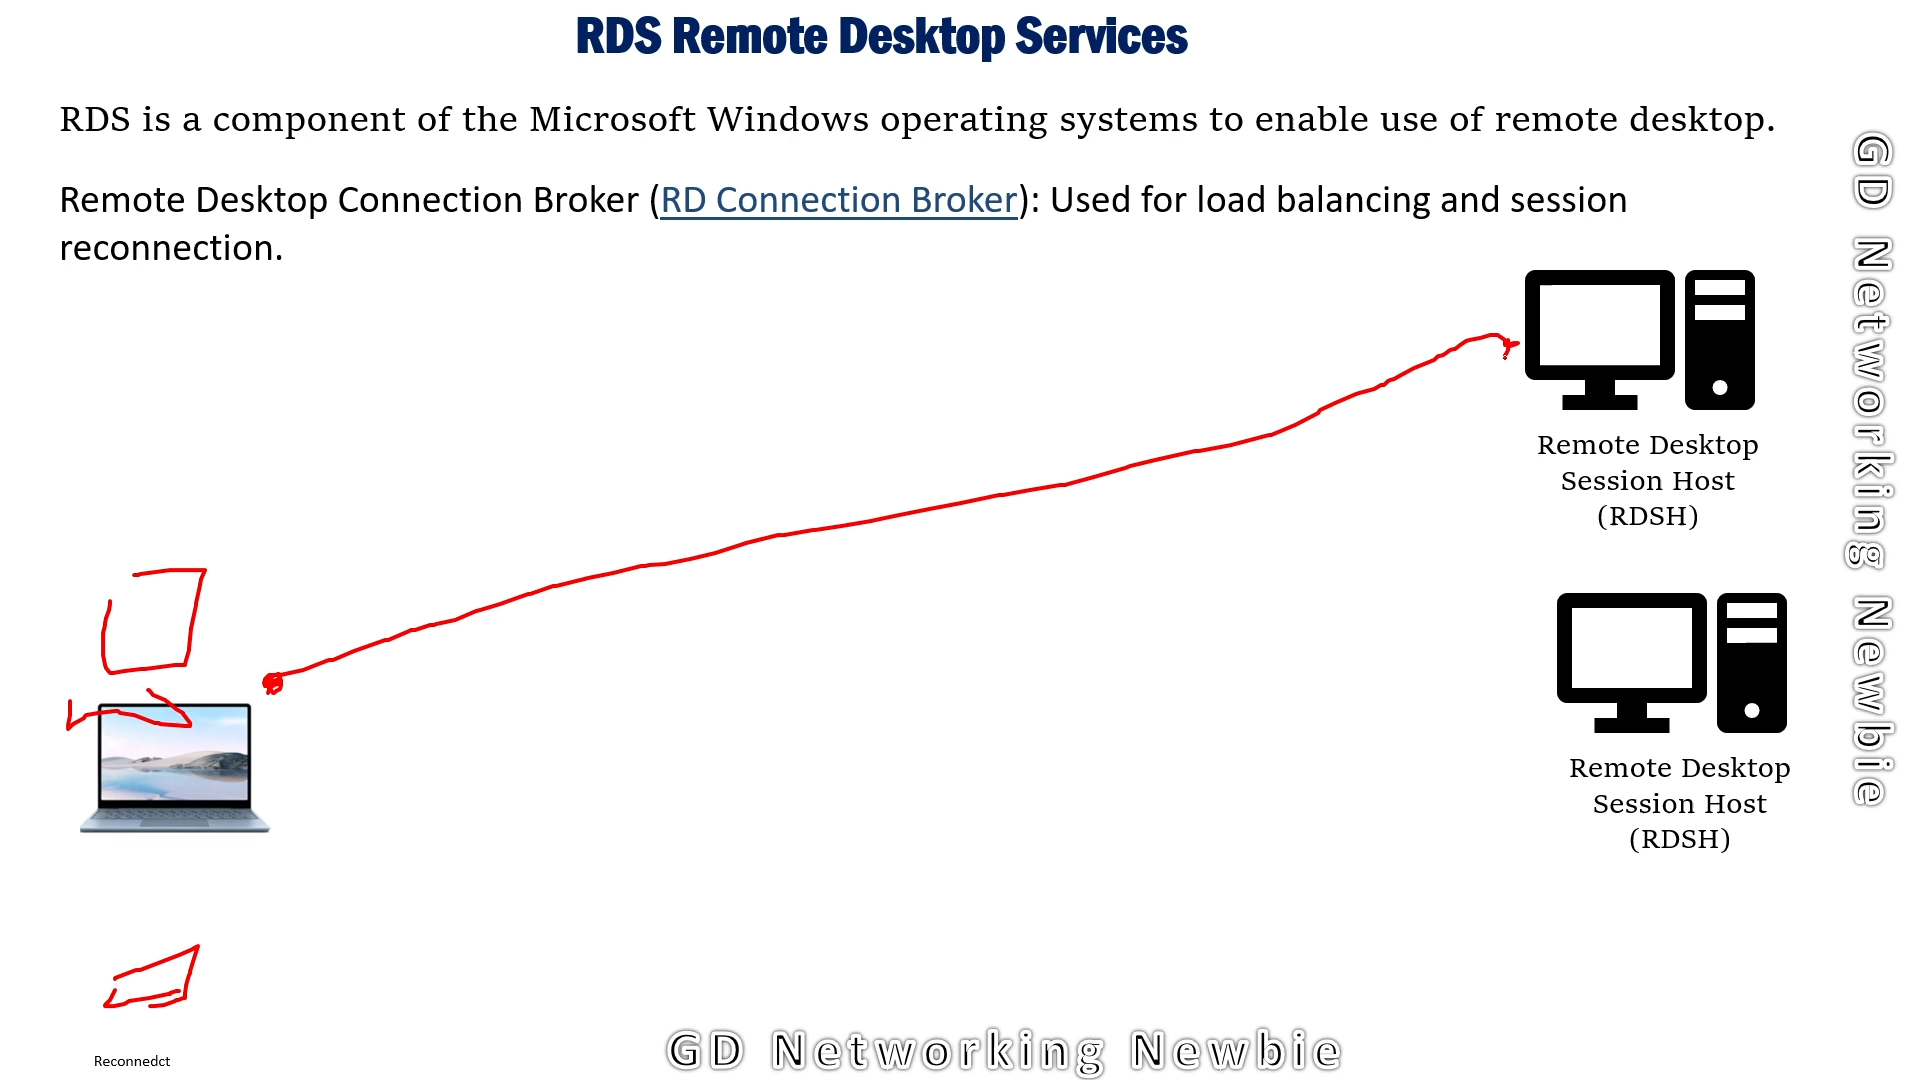 RDS Remote Desktop Services
RDS is a component of the Microsoft Windows operating systems to enable use of remote desktop.
Remote Desktop Connection Broker (RD Connection Broker): Used for load balancing and session
reconnection.
Remote Desktop
Session Host
(RDSH)
Remote Desktop
Session Host
(RDSH)
GD Networking Newbie
Reconnedct
GD Networking Newbie